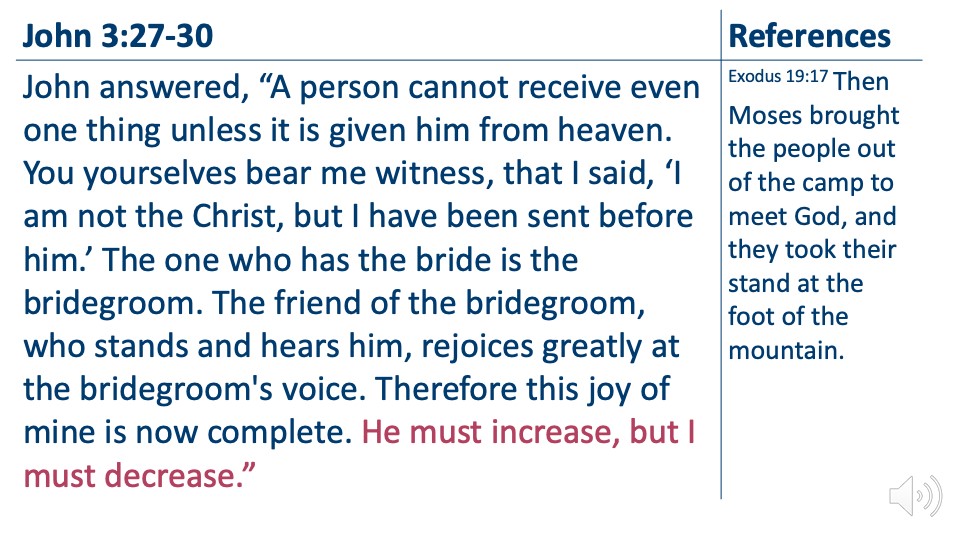 John 3:27-30
John answered, “A person cannot receive even
one thing unless it is given him from heaven.
You yourselves bear me witness, that I said, ‘I
am not the Christ, but I have been sent before
him.’ The one who has the bride is the
bridegroom. The friend of the bridegroom,
who stands and hears him, rejoices greatly at
the bridegroom's voice. Therefore this joy of
mine is now complete. He must increase, but I
must decrease.”
References
Exodus 19:17 Then
Moses brought
the people out
of the camp to
meet God, and
they took their
stand at the
foot of the
mountain.